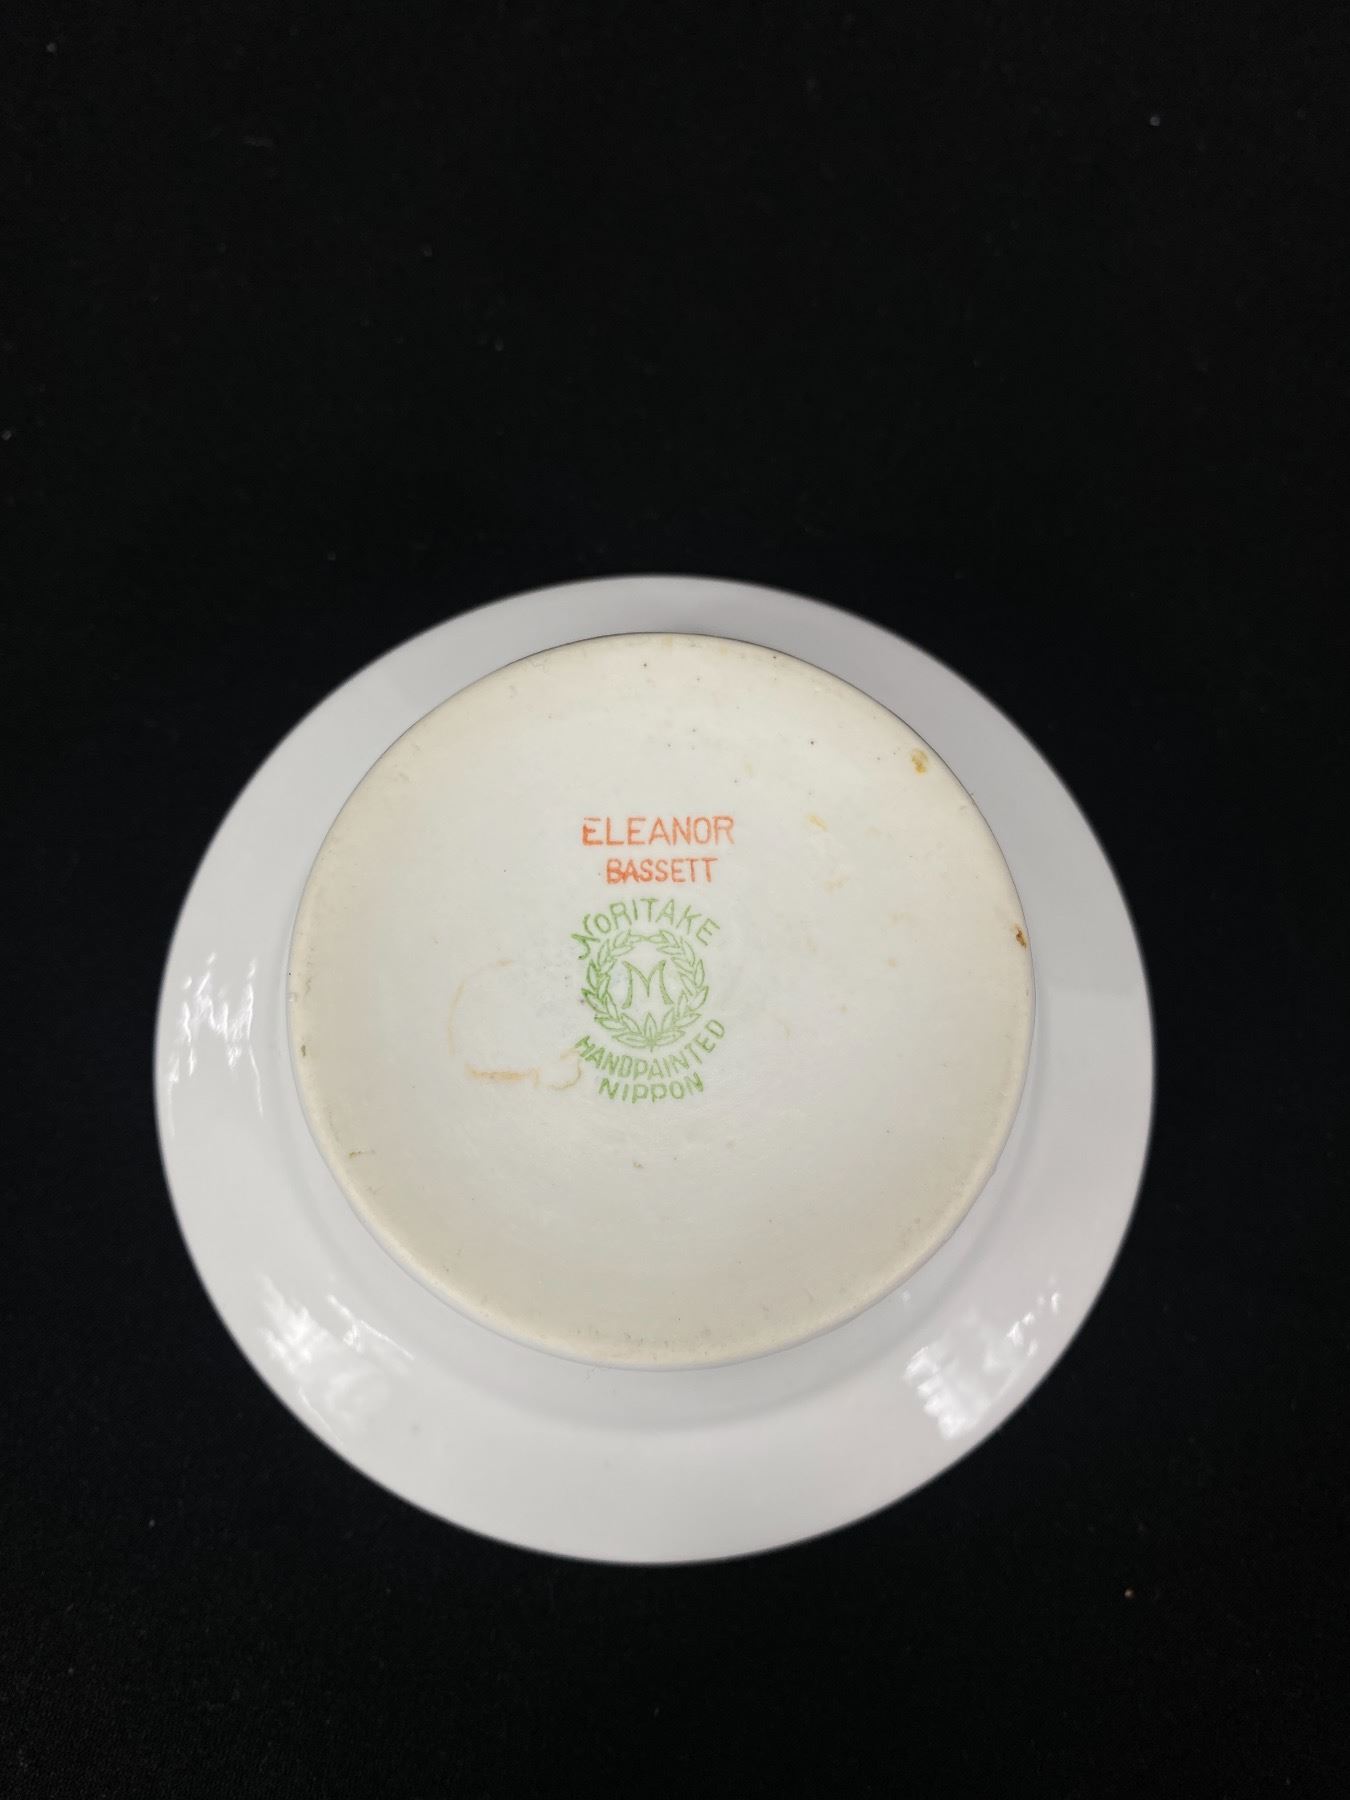 ELEANOR
BASSETT
NORITAKE
M
HANDPAINTED
NIPPON